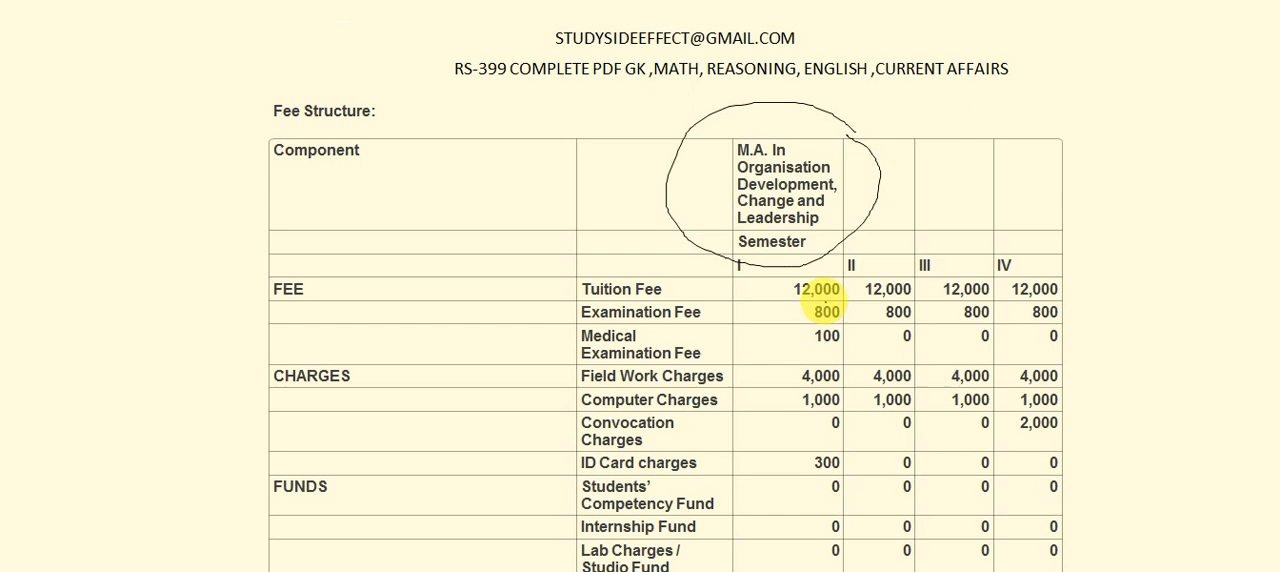 STUDYSIDEEFFECT@GMAIL.COM
RS-399 COMPLETE PDF GK ,MATH, REASONING, ENGLISH ,CURRENT AFFAIRS
Fee Structure:
Component M.A. In
Organisation
Development,
Change and
Leadership
Semester
I II III IV
FEE Tuition Fee 12,000 12,000 12,000 12,000
Examination Fee 800 800 800 800
Medical 100 0 0 0
Examination Fee
CHARGES Field Work Charges 4,000 4,000 4,000 4,000
Computer Charges 1,000 1,000 1,000 1,000
Convocation 0 0 0 2,000
Charges
ID Card charges 300 0 0 0
FUNDS Students’ 0 0 0 0
Competency Fund
Internship Fund 0 0 0 0
Lab Charges / 0 0 0 0
Studio Fund